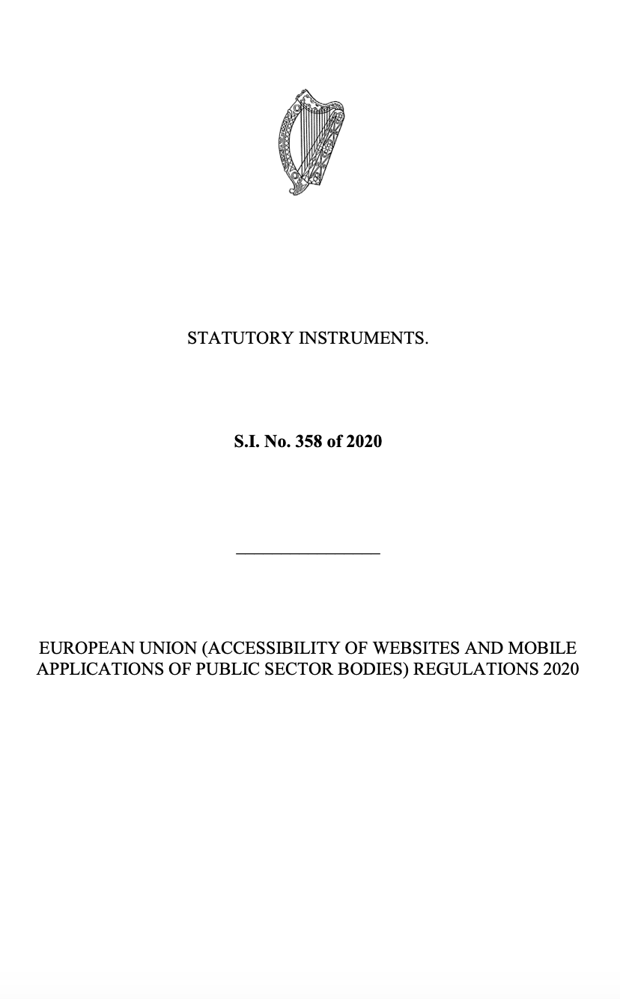 STATUTORY INSTRUMENTS.
S.I. No. 358 of 2020
EUROPEAN UNION (ACCESSIBILITY OF WEBSITES AND MOBILE
APPLICATIONS OF PUBLIC SECTOR BODIES) REGULATIONS 2020